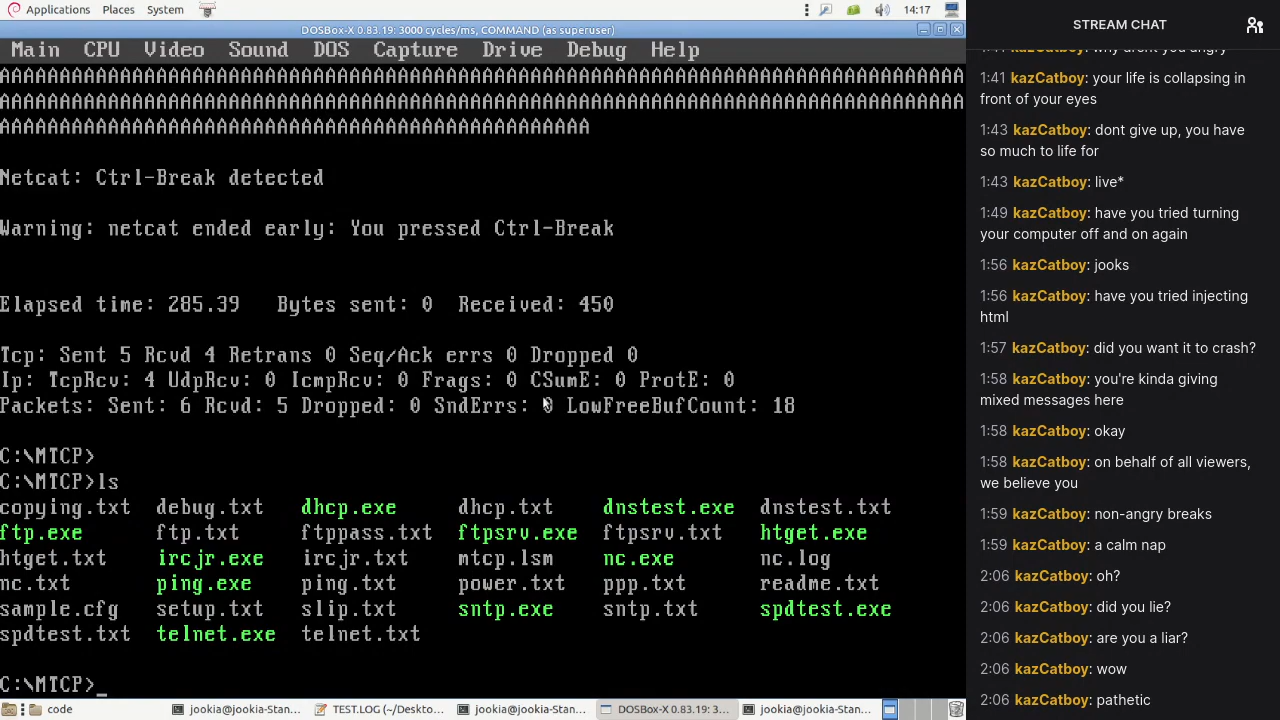 Applications Places System 14:17
DOSBox-X 0.83.19: 3000 cycles/ms, COMMAND (as superuser)
Main CPU Video Sound DOS Capture Drive Debug Help
Netcat: Ctrl-Break detected
Warning: netcat ended early: You pressed Ctrl-Break
Elapsed time: 285.39 Bytes sent: 0 Received: 450
Tcp: Sent 5 Rcvd 4 Retrans 0 Seq/Ack errs 0 Dropped 0
Ip: TcpRcv: 4 UdpRcv: 0 IcmpRcv: 0 Frags: 0 CSumE: 0 ProtE: 0
Packets: Sent: 6 Rcvd: 5 Dropped: 0 SndErrs: 0 LowFreeBufCount: 18
C:\MTCP>
C:\MTCP>ls
copying.txt debug.txt dhcp.exe dhcp.txt dnstest.exe dnstest.txt
ftp.exe ftp.txt ftppass.txt ftpsrv.exe ftpsrv.txt htget.exe
htget.txt ircjr.exe ircjr.txt mtcp.lsm nc.exe nc.log
nc.txt ping.exe ping.txt power.txt ppp.txt readme.txt
sample.cfg setup.txt slip.txt sntp.exe sntp.txt spdtest.exe
spdtest.txt telnet.exe telnet.txt
C:\MTCP>_
code jookia@jookia-Stan... TEST.LOG (~/Deskto... jookia@jookia-Stan... DOSBox-X 0.83.19: 3... jookia@jookia-Stan...
STREAM CHAT
1:41 kazCatboy: your life is collapsing in
front of your eyes
1:43 kazCatboy: dont give up, you have
so much to life for
1:43 kazCatboy: live*
1:49 kazCatboy: have you tried turning
your computer off and on again
1:56 kazCatboy: jooks
1:56 kazCatboy: have you tried injecting
html
1:57 kazCatboy: did you want it to crash?
1:58 kazCatboy: you're kinda giving
mixed messages here
1:58 kazCatboy: okay
1:58 kazCatboy: on behalf of all viewers,
we believe you
1:59 kazCatboy: non-angry breaks
1:59 kazCatboy: a calm nap
2:06 kazCatboy: oh?
2:06 kazCatboy: did you lie?
2:06 kazCatboy: are you a liar?
2:06 kazCatboy: wow
2:06 kazCatboy: pathetic